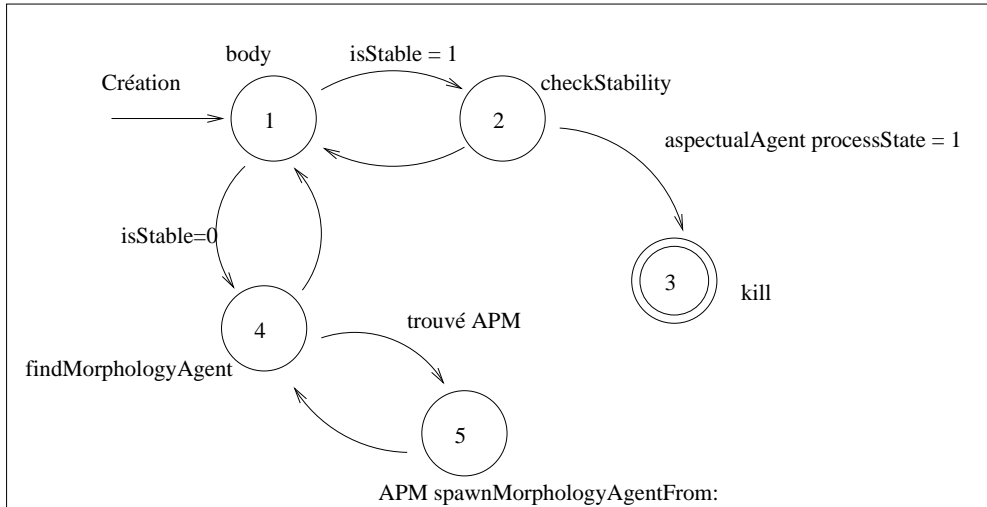 body
isStable = 1
Création
checkStability
1
2
aspectualAgent processState = 1
isStable=0
3
kill
trouvé APM
4
findMorphologyAgent
5
APM spawnMorphologyAgentFrom: